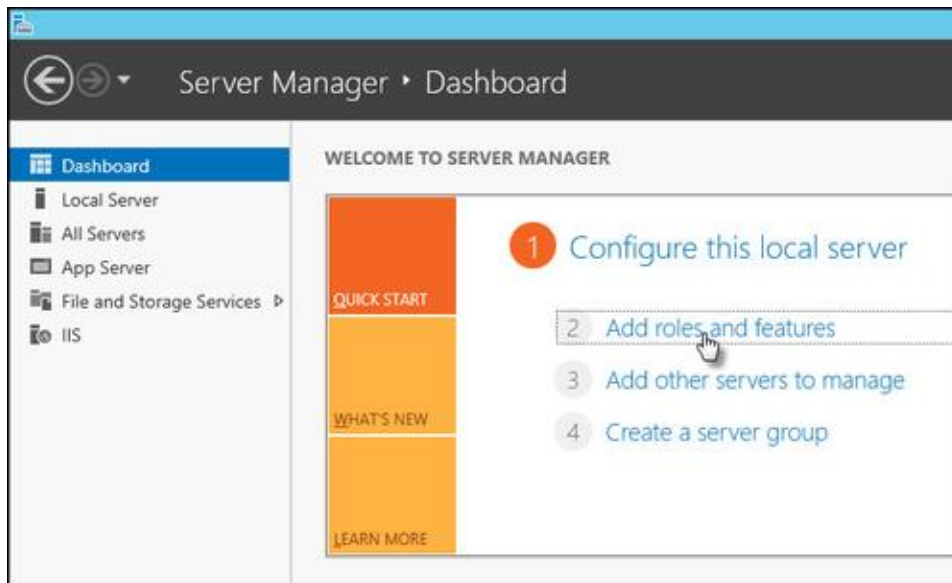 Server Manager ‣ Dashboard
Dashboard
Local Server
All Servers
App Server
File and Storage Services
IIS
WELCOME TO SERVER MANAGER
QUICK START
WHAT'S NEW
LEARN MORE
1 Configure this local server
2 Add roles and features
3 Add other servers to manage
4 Create a server group